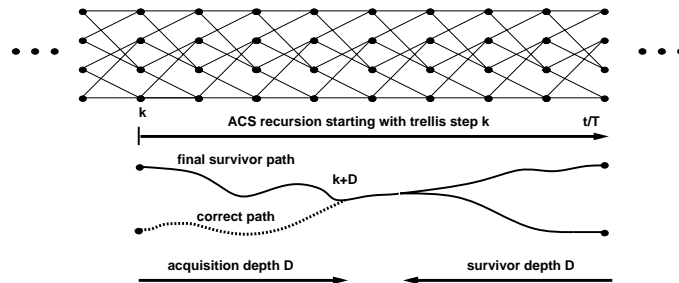 k
ACS recursion starting with trellis step k
t/T
final survivor path
k+D
correct path
acquisition depth D
survivor depth D